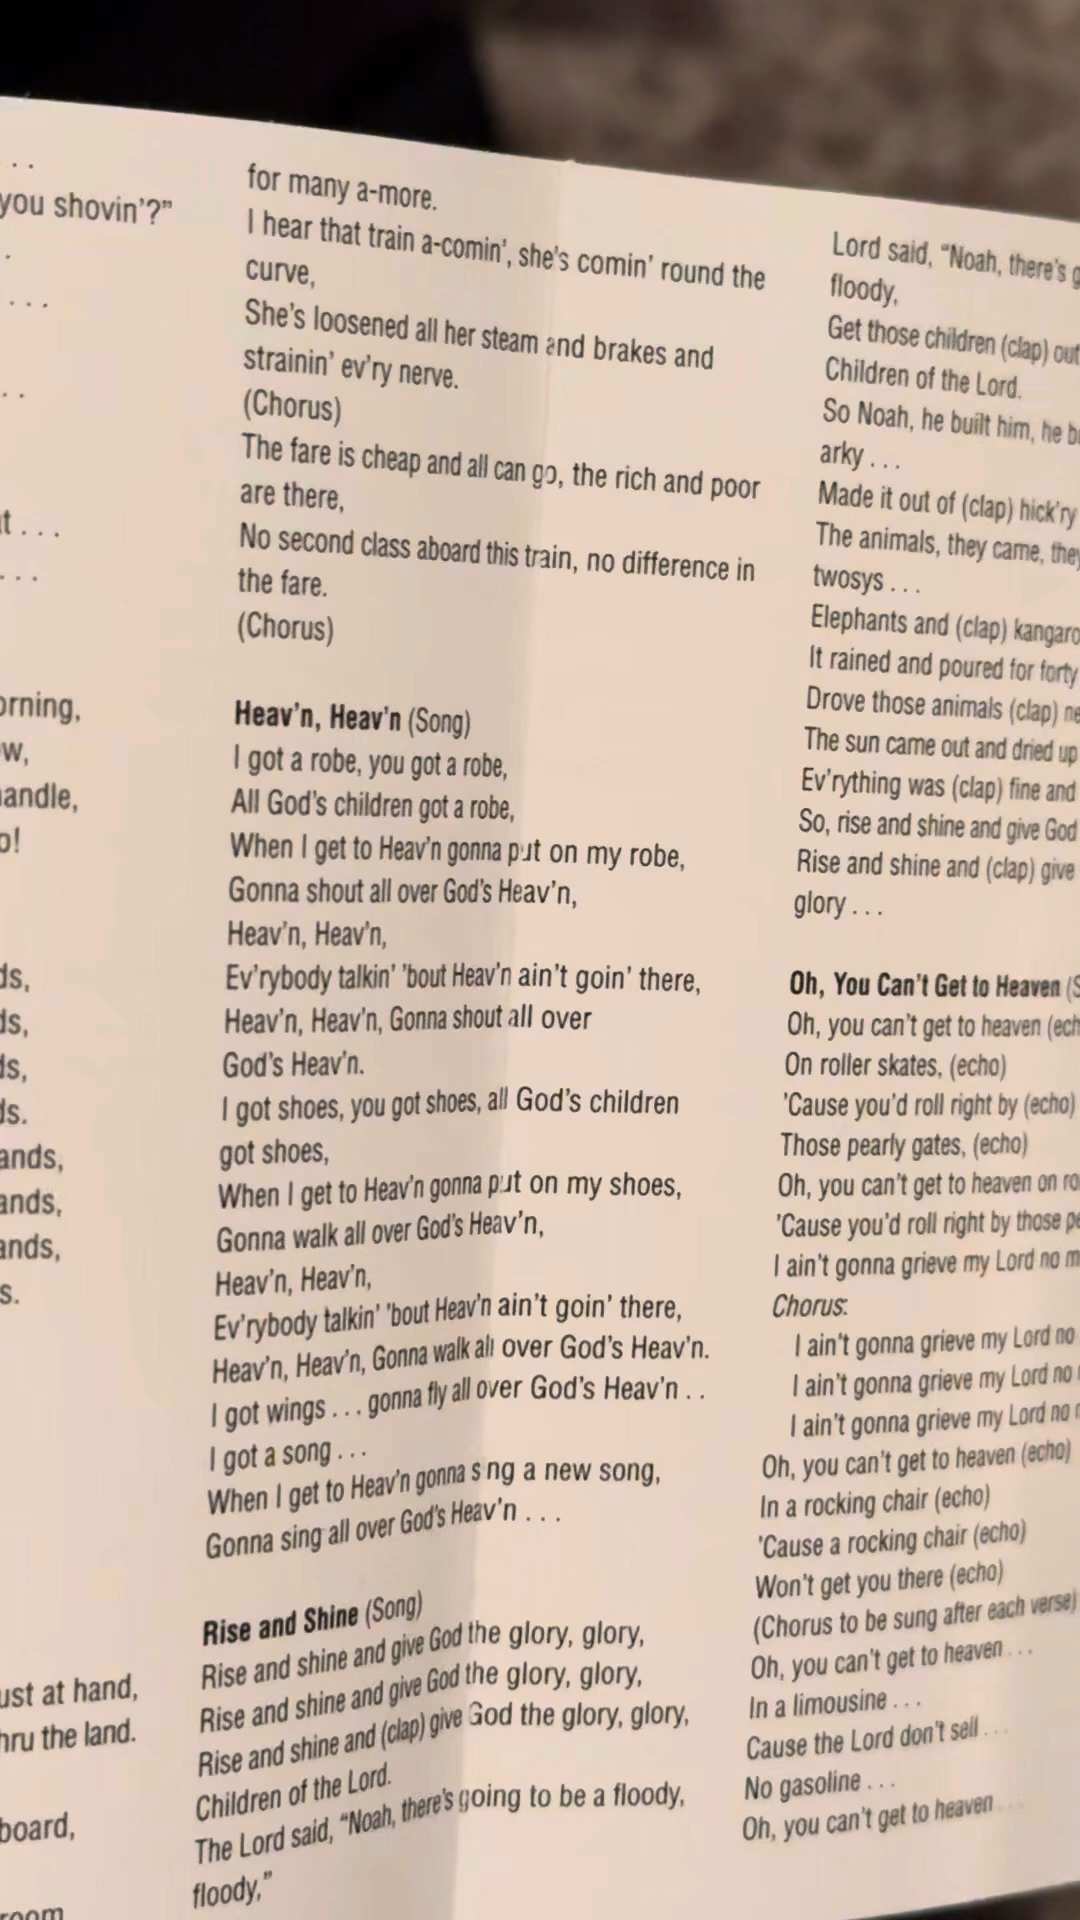 . .
you shovin'?"
.
. . .
. .
t . . .
. . .
orning,
w,
andle,
o!
ds,
ds,
ds,
ds.
ands,
ands,
ands,
s.
ust at hand,
hru the land.
board,
room
for many a-more.
I hear that train a-comin', she's comin' round the
curve,
She's loosened all her steam and brakes and
strainin' ev'ry nerve.
(Chorus)
The fare is cheap and all can go, the rich and poor
are there,
No second class aboard this train, no difference in
the fare.
(Chorus)
Heav'n, Heav'n (Song)
I got a robe, you got a robe,
All God's children got a robe,
When I get to Heav'n gonna put on my robe,
Gonna shout all over God's Heav'n,
Heav'n, Heav'n,
Ev'rybody talkin' 'bout Heav'n ain't goin' there,
Heav'n, Heav'n, Gonna shout all over
God's Heav'n.
I got shoes, you got shoes, all God's children
got shoes,
When I get to Heav'n gonna put on my shoes,
Gonna walk all over God's Heav'n,
Heav'n, Heav'n,
Ev'rybody talkin' 'bout Heav'n ain't goin' there,
Heav'n, Heav'n, Gonna walk all over God's Heav'n.
I got wings . . . gonna fly all over God's Heav'n . .
I got a song . . .
When I get to Heav'n gonna sing a new song,
Gonna sing all over God's Heav'n . . .
Rise and Shine (Song)
Rise and shine and give God the glory, glory,
Rise and shine and give God the glory, glory,
Rise and shine and (clap) give God the glory, glory,
Children of the Lord.
The Lord said, "Noah, there's going to be a floody,
floody,"
Lord said, "Noah, there's g
floody,
Get those children (clap) out
Children of the Lord.
So Noah, he built him, he b
arky . . .
Made it out of (clap) hick'ry
The animals, they came, they
twosys . . .
Elephants and (clap) kangaro
It rained and poured for forty
Drove those animals (clap) ne
The sun came out and dried up
Ev'rything was (clap) fine and
So, rise and shine and give God
Rise and shine and (clap) give
glory . . .
Oh, You Can't Get to Heaven (S
Oh, you can't get to heaven (ech
On roller skates, (echo)
'Cause you'd roll right by (echo)
Those pearly gates, (echo)
Oh, you can't get to heaven on ro
'Cause you'd roll right by those pe
I ain't gonna grieve my Lord no m
Chorus:
I ain't gonna grieve my Lord no
I ain't gonna grieve my Lord no
I ain't gonna grieve my Lord no
Oh, you can't get to heaven (echo)
In a rocking chair (echo)
'Cause a rocking chair (echo)
Won't get you there (echo)
(Chorus to be sung after each verse)
Oh, you can't get to heaven . . .
In a limousine . . .
Cause the Lord don't sell . . .
No gasoline . . .
Oh, you can't get to heaven . . .